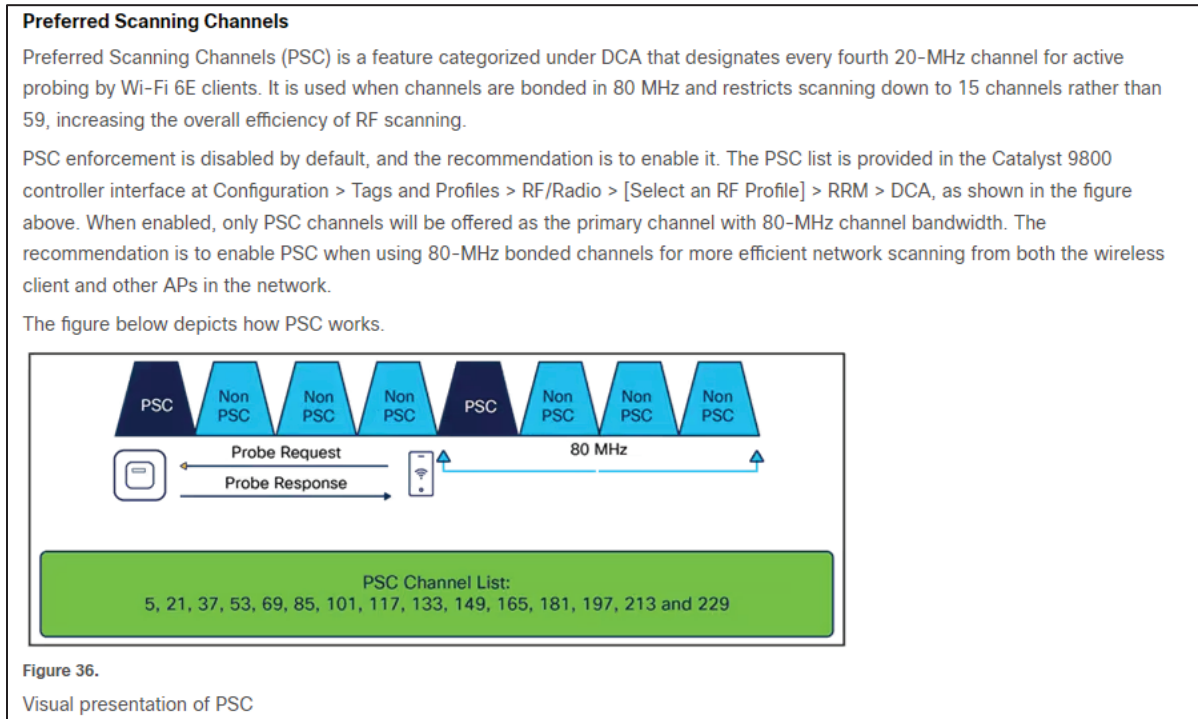 Preferred Scanning Channels
Preferred Scanning Channels (PSC) is a feature categorized under DCA that designates every fourth 20-MHz channel for active
probing by Wi-Fi 6E clients. It is used when channels are bonded in 80 MHz and restricts scanning down to 15 channels rather than
59, increasing the overall efficiency of RF scanning.
PSC enforcement is disabled by default, and the recommendation is to enable it. The PSC list is provided in the Catalyst 9800
controller interface at Configuration > Tags and Profiles > RF/Radio > [Select an RF Profile] > RRM > DCA, as shown in the figure
above. When enabled, only PSC channels will be offered as the primary channel with 80-MHz channel bandwidth. The
recommendation is to enable PSC when using 80-MHz bonded channels for more efficient network scanning from both the wireless
client and other APs in the network.
The figure below depicts how PSC works.
PSC
Non
PSC
Non
PSC
Non
PSC
PSC
Non
PSC
Non
PSC
Non
PSC
Probe Request
Probe Response
80 MHz
PSC Channel List:
5, 21, 37, 53, 69, 85, 101, 117, 133, 149, 165, 181, 197, 213 and 229
Figure 36.
Visual presentation of PSC